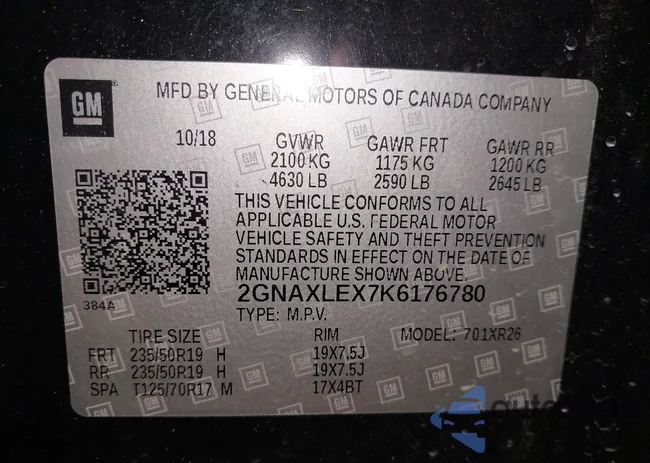 GM
MFD BY GENERAL MOTORS OF CANADA COMPANY
10/18 GVWR GAWR FRT GAWR RR
2100 KG 1175 KG 1200 KG
4630 LB 2590 LB 2645 LB
THIS VEHICLE CONFORMS TO ALL
APPLICABLE U.S. FEDERAL MOTOR
VEHICLE SAFETY AND THEFT PREVENTION
STANDARDS IN EFFECT ON THE DATE OF
MANUFACTURE SHOWN ABOVE.
384A
2GNAXLEX7K6176780
TYPE: M.P.V.
TIRE SIZE RIM MODEL: 701XR26
FRT 235/50R19 H 19X7.5J
RR 235/50R19 H 19X7.5J
SPA T125/70R17 M 17X4BT